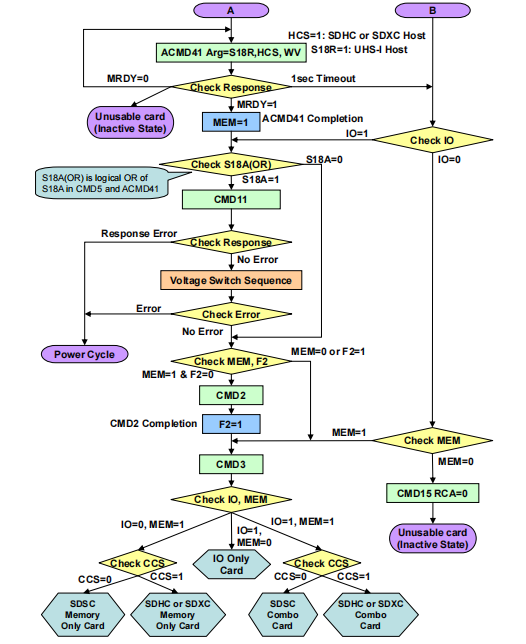 A
B
HCS=1: SDHC or SDXC Host
ACMD41 Arg=S18R,HCS, WV
S18R=1: UHS-I Host
MRDY=0
1sec Timeout
Check Response
MRDY=1
Unusable card
(Inactive State)
MEM=1
ACMD41 Completion
IO=1
Check IO
IO=0
Check S18A(OR)
S18A=0
S18A(OR) is logical OR of
S18A in CMD5 and ACMD41
S18A=1
CMD11
Response Error
Check Response
No Error
Voltage Switch Sequence
Error
Check Error
No Error
Power Cycle
MEM=0 or F2=1
Check MEM, F2
MEM=1 & F2=0
CMD2
CMD2 Completion
F2=1
MEM=1
Check MEM
MEM=0
CMD3
CMD15 RCA=0
Check IO, MEM
Unusable card
(Inactive State)
IO=0, MEM=1
IO=1,
MEM=0
IO=1, MEM=1
Check CCS
IO Only
Card
Check CCS
CCS=0
CCS=1
CCS=0
CCS=1
SDSC
Memory
Only Card
SDHC or SDXC
Memory
Only Card
SDSC
Combo
Card
SDHC or SDXC
Combo
Card